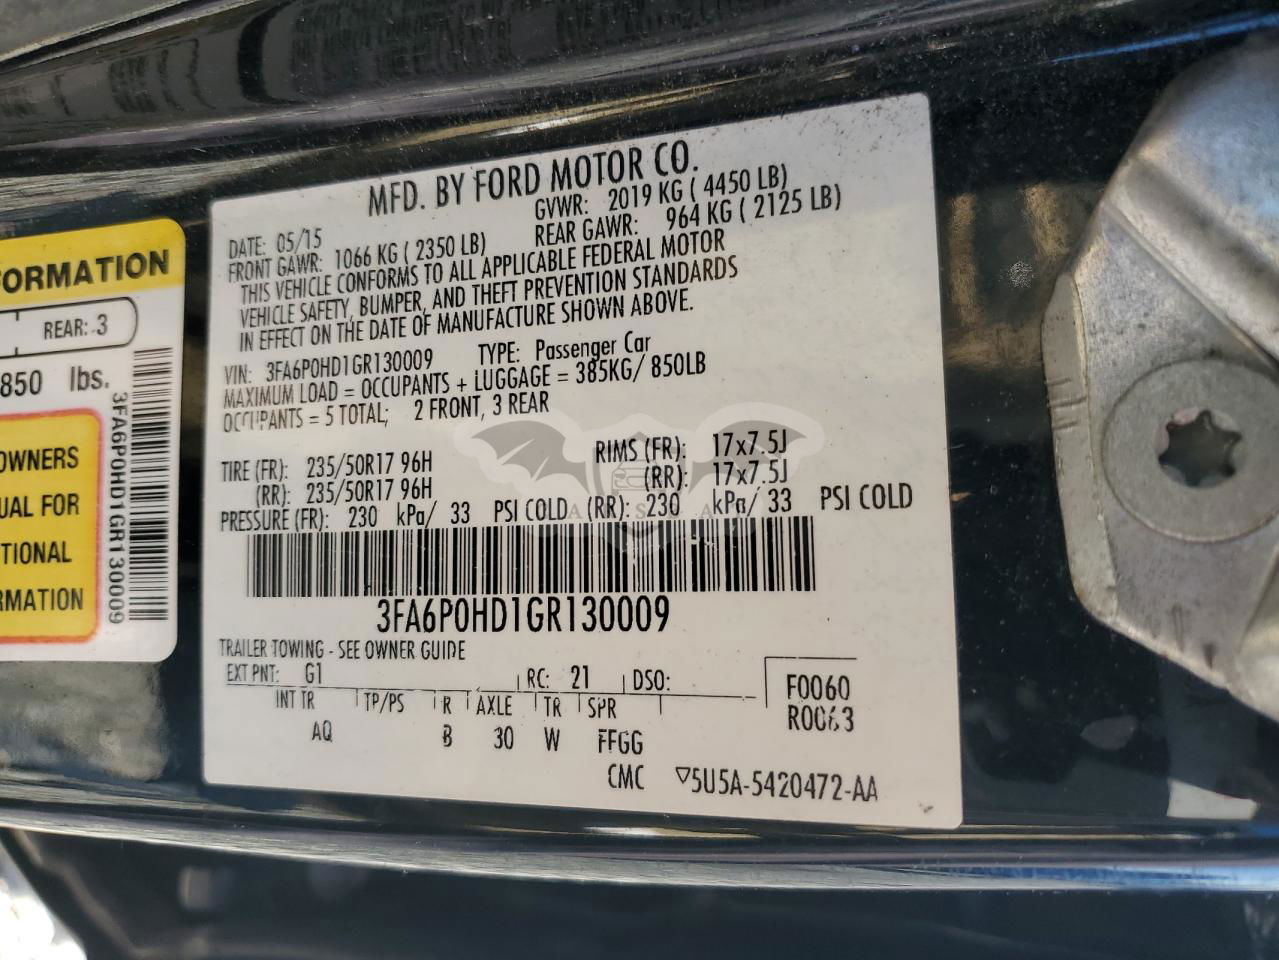 MFD. BY FORD MOTOR CO.
DATE: 05/15 GVWR: 2019 KG ( 4450 LB)
FRONT GAWR: 1066 KG ( 2350 LB) REAR GAWR: 964 KG ( 2125 LB)
THIS VEHICLE CONFORMS TO ALL APPLICABLE FEDERAL MOTOR
VEHICLE SAFETY, BUMPER, AND THEFT PREVENTION STANDARDS
IN EFFECT ON THE DATE OF MANUFACTURE SHOWN ABOVE.
VIN: 3FA6P0HD1GR130009 TYPE: Passenger Car
MAXIMUM LOAD = OCCUPANTS + LUGGAGE = 385KG/ 850LB
OCCUPANTS = 5 TOTAL; 2 FRONT, 3 REAR
TIRE (FR): 235/50R17 96H RIMS (FR): 17x7.5J
(RR): 235/50R17 96H (RR): 17x7.5J
PRESSURE (FR): 230 kPa/ 33 PSI COLD (RR): 230 kPa/ 33 PSI COLD
3FA6P0HD1GR130009
TRAILER TOWING - SEE OWNER GUIDE
EXT PNT: G1 RC: 21 DSO:
INT TR TP/PS R AXLE TR SPR
AQ B 30 W FFGG
F0060
R0063
CMC ▽5U5A-5420472-AA
ORMATION
REAR: 3
850 lbs.
OWNERS
UAL FOR
TIONAL
RMATION
3FA6P0HD1GR130009
A S A